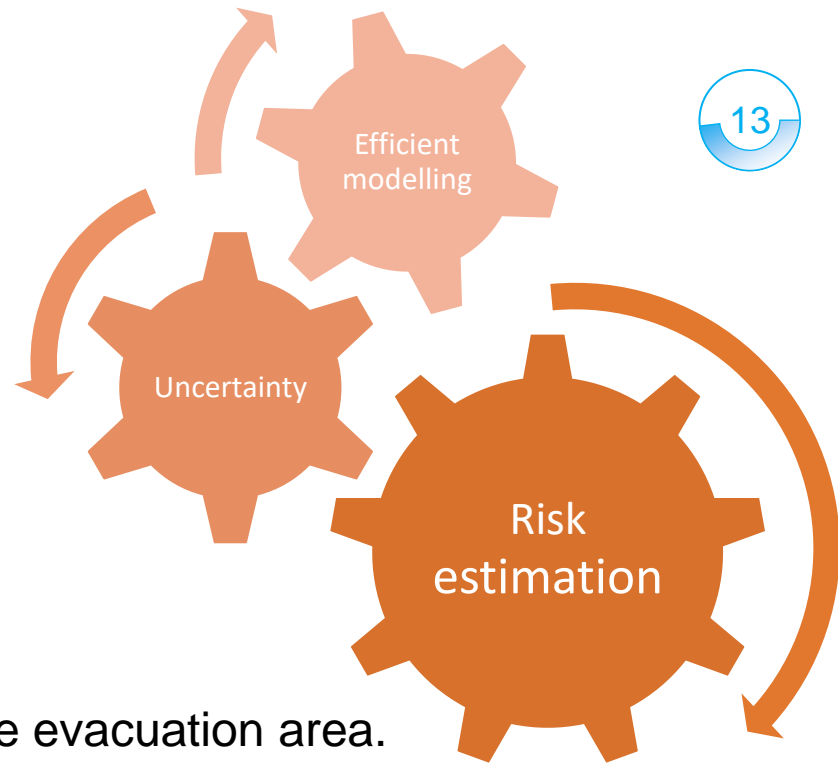 Efficient
modelling
13
Uncertainty
Risk
estimation
e evacuation area.